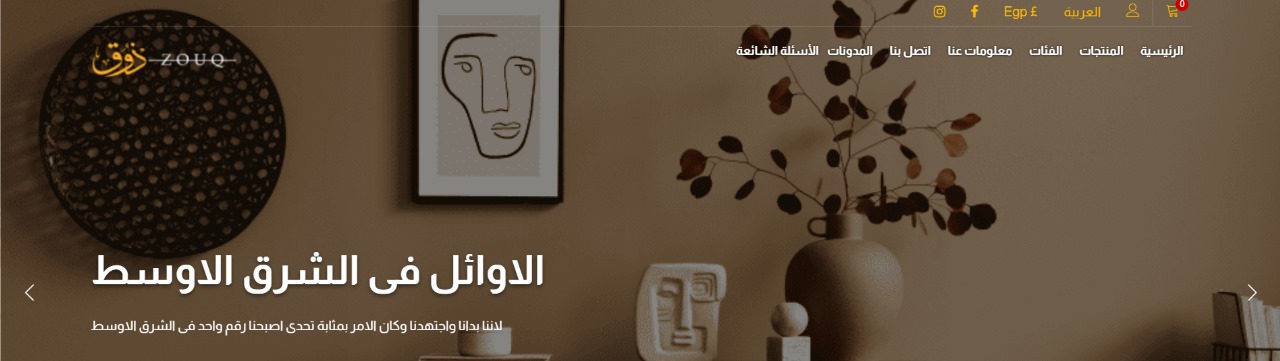 0
العربية
Egp £
الرئيسية
المنتجات
الفئات
معلومات عنا
اتصل بنا
المدونات
الأسئلة الشائعة
ذوق ZOUQ
الاوائل فى الشرق الاوسط
لاننا بدانا واجتهدنا وكان الامر بمثابة تحدى اصبحنا رقم واحد فى الشرق الاوسط